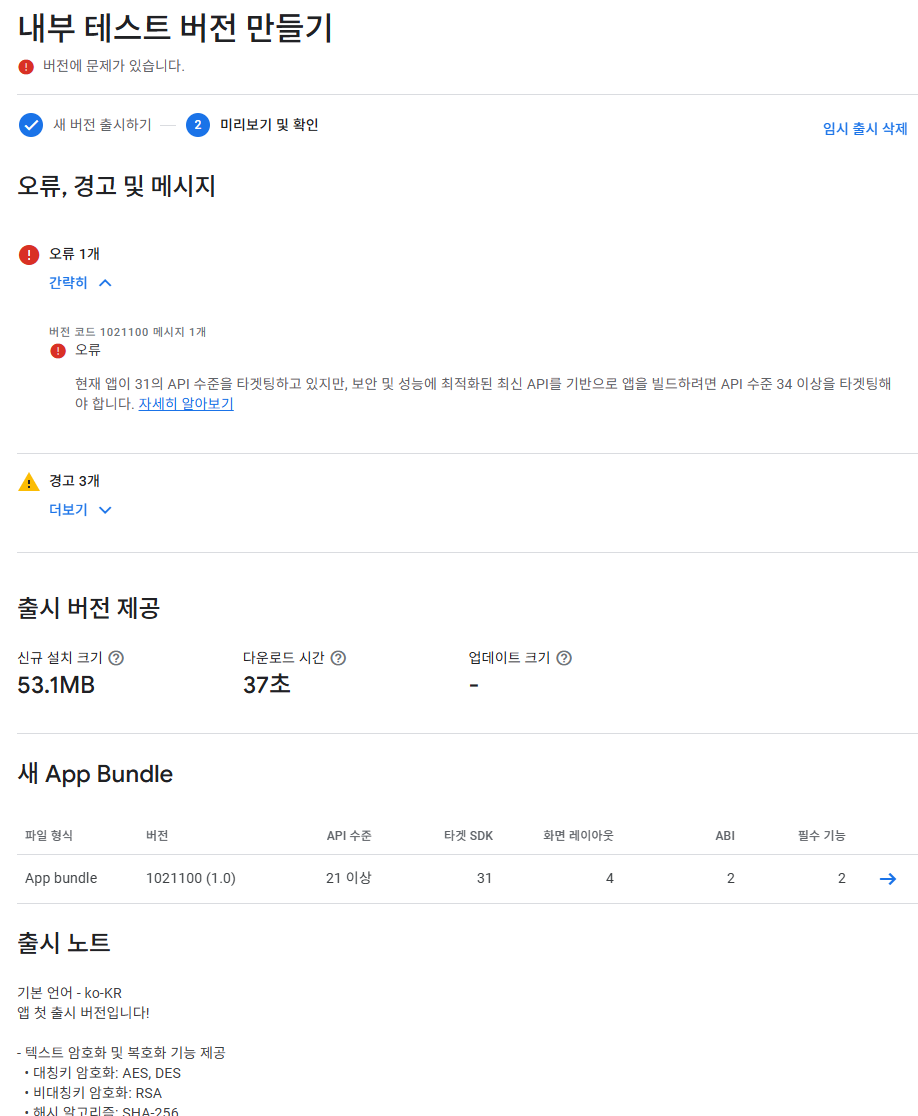 내부 테스트 버전 만들기
버전에 문제가 있습니다.
새 버전 출시하기
2
미리보기 및 확인
임시 출시 삭제
오류, 경고 및 메시지
오류 1개
간략히
버전 코드 1021100 메시지 1개
오류
현재 앱이 31의 API 수준을 타겟팅하고 있지만, 보안 및 성능에 최적화된 최신 API를 기반으로 앱을 빌드하려면 API 수준 34 이상을 타겟팅해
야 합니다. 자세히 알아보기
경고 3개
더보기
출시 버전 제공
신규 설치 크기 다운로드 시간 업데이트 크기
53.1MB 37초 -
새 App Bundle
파일 형식 버전 API 수준 타겟 SDK 화면 레이아웃 ABI 필수 기능
App bundle 1021100 (1.0) 21 이상 31 4 2 2
출시 노트
기본 언어 - ko-KR
앱 첫 출시 버전입니다!
- 텍스트 암호화 및 복호화 기능 제공
• 대칭키 암호화: AES, DES
• 비대칭키 암호화: RSA
• 해시 알고리즘: SHA-256